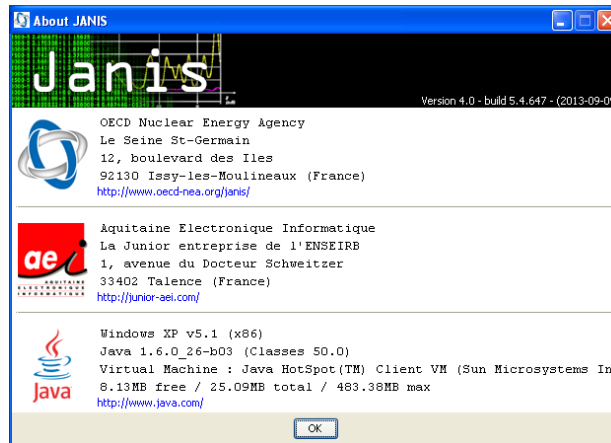 About JANIS
Janis
Version 4.0 - build 5.4.647 - (2013-09-0
OECD Nuclear Energy Agency
Le Seine St-Germain
12, boulevard des Iles
92130 Issy-les-Moulineaux (France)
http://www.oecd-nea.org/janis/
aei
AQUITAINE
ELECTRONIQUE
INFORMATIQUE
Aquitaine Electronique Informatique
La Junior entreprise de l'ENSEIRB
1, avenue du Docteur Schweitzer
33402 Talence (France)
http://junior-aei.com/
Java
Windows XP v5.1 (x86)
Java 1.6.0_26-b03 (Classes 50.0)
Virtual Machine : Java HotSpot(TM) Client VM (Sun Microsystems In
8.13MB free / 25.09MB total / 483.38MB max
http://www.java.com/
OK